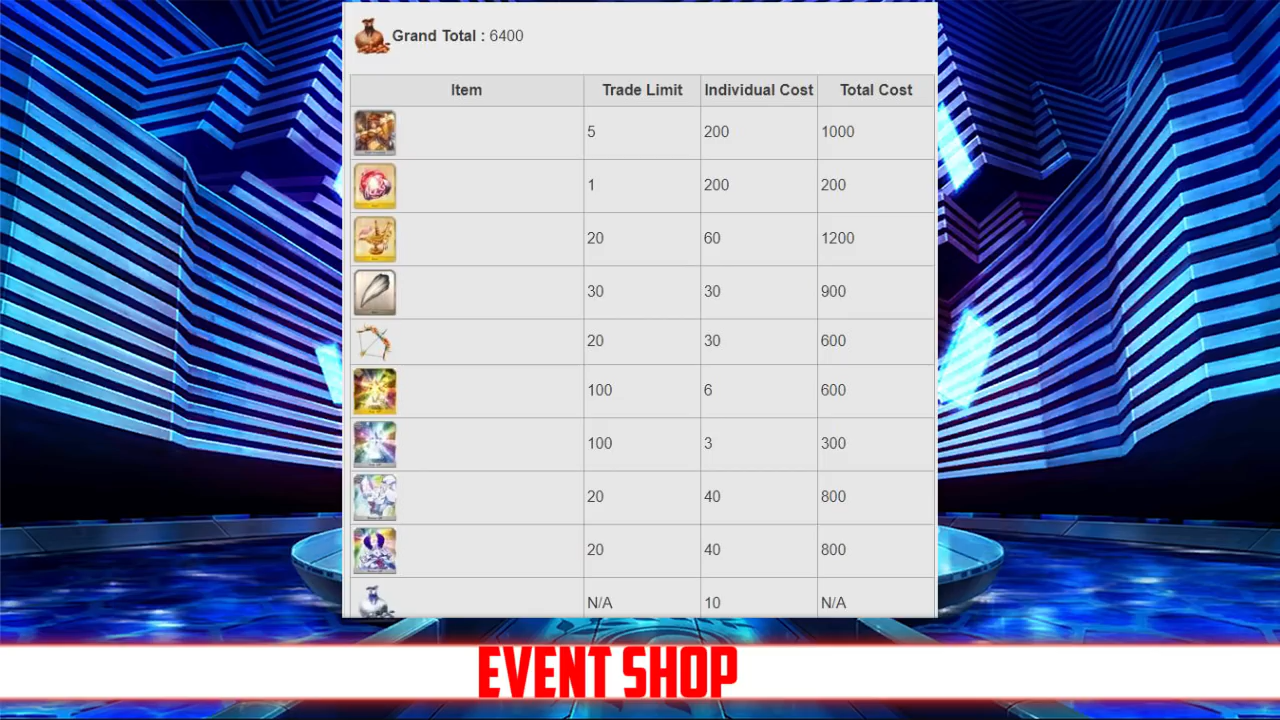 Grand Total : 6400
Item Trade Limit Individual Cost Total Cost
5 200 1000
1 200 200
20 60 1200
30 30 900
20 30 600
100 6 600
100 3 300
20 40 800
20 40 800
N/A 10 N/A
EVENT SHOP